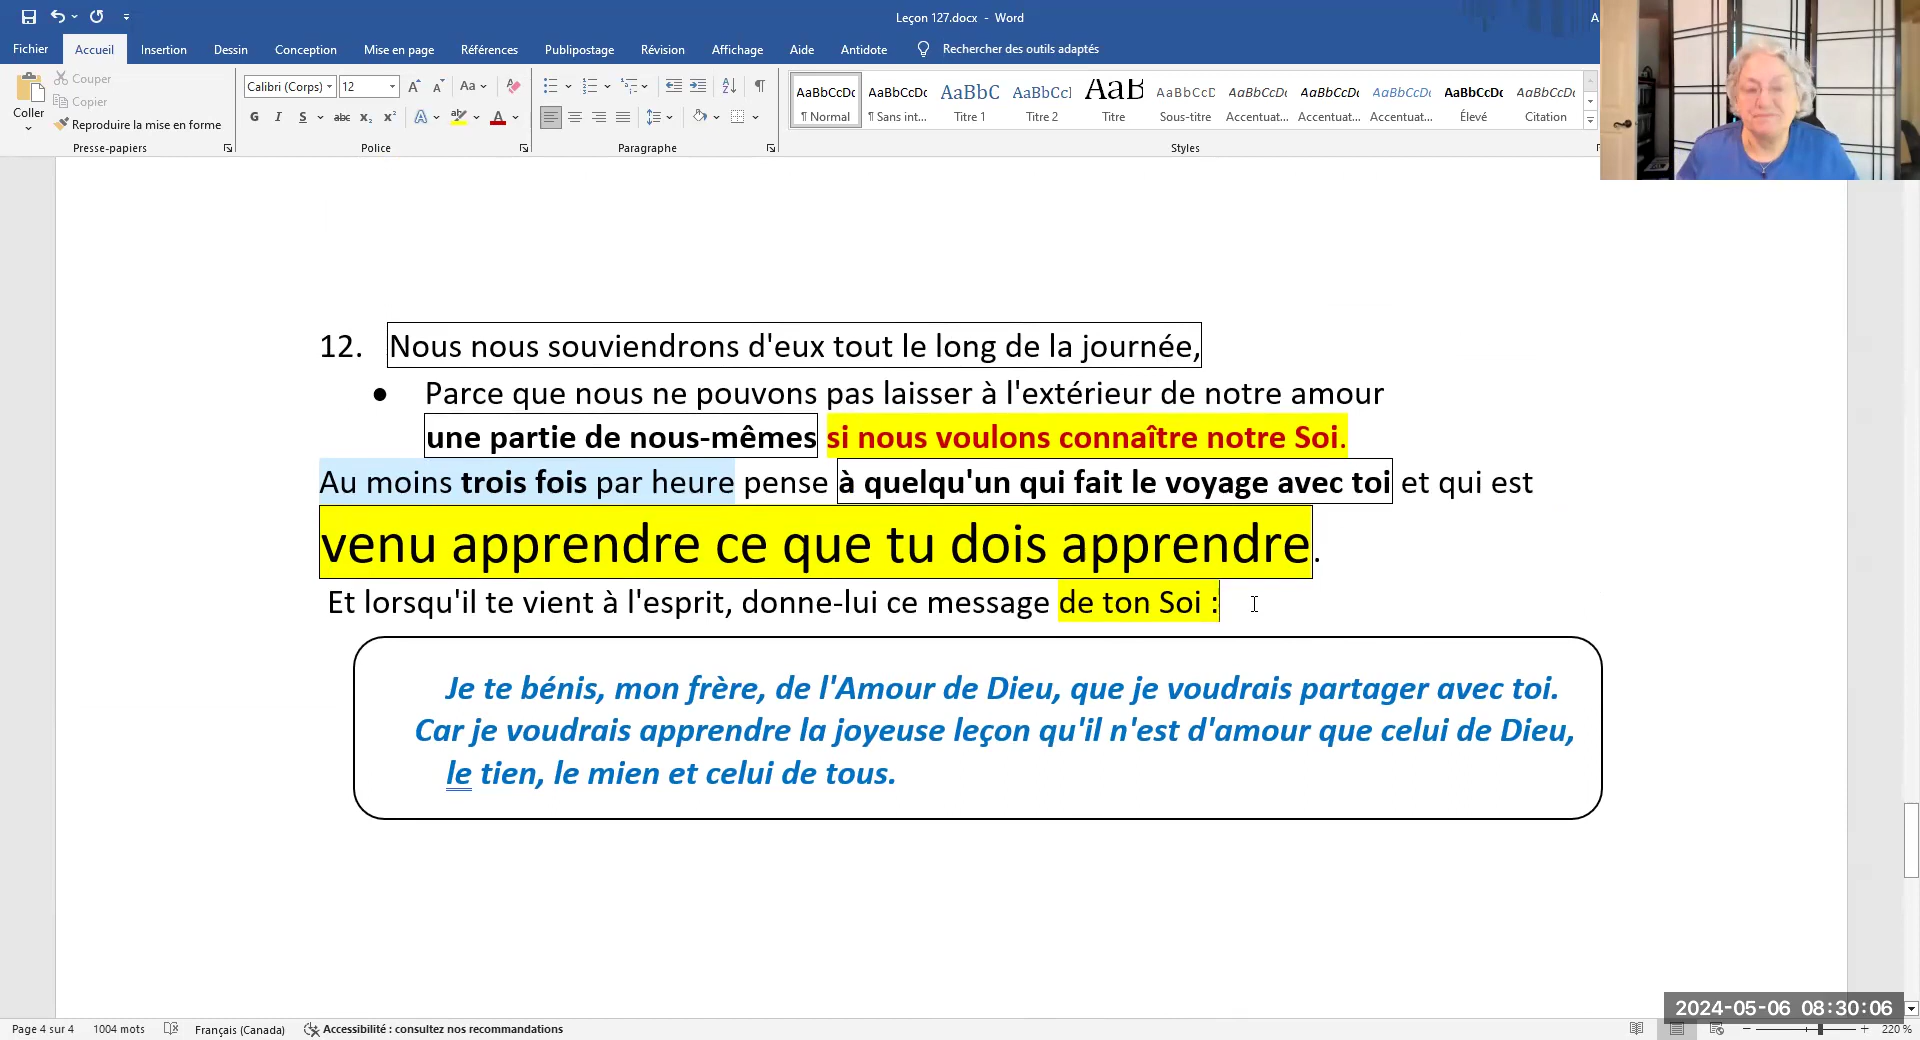 Leçon 127.docx - Word
A
Fichier Accueil Insertion Dessin Conception Mise en page Références Publipostage Révision Affichage Aide Antidote Rechercher des outils adaptés
Coller
Couper
Copier
Reproduire la mise en forme
Presse-papiers
Calibri (Corps) 12
G I S abc x₂ x²
Police
Paragraphe
AaBbCcDc AaBbCcDc AaBbC AaBbCcI AaB AaBbCcD AaBbCcDc AaBbCcDc AaBbCcDc AaBbCcDc AaBbCcDc
¶ Normal ¶ Sans int... Titre 1 Titre 2 Titre Sous-titre Accentuat... Accentuat... Accentuat... Élevé Citation
Styles
12. Nous nous souviendrons d'eux tout le long de la journée,
● Parce que nous ne pouvons pas laisser à l'extérieur de notre amour
une partie de nous-mêmes si nous voulons connaître notre Soi.
Au moins trois fois par heure pense à quelqu'un qui fait le voyage avec toi et qui est
venu apprendre ce que tu dois apprendre.
Et lorsqu'il te vient à l'esprit, donne-lui ce message de ton Soi :
Je te bénis, mon frère, de l'Amour de Dieu, que je voudrais partager avec toi.
Car je voudrais apprendre la joyeuse leçon qu'il n'est d'amour que celui de Dieu,
le tien, le mien et celui de tous.
2024-05-06 08:30:06
Page 4 sur 4 1004 mots Français (Canada) Accessibilité : consultez nos recommandations 220 %